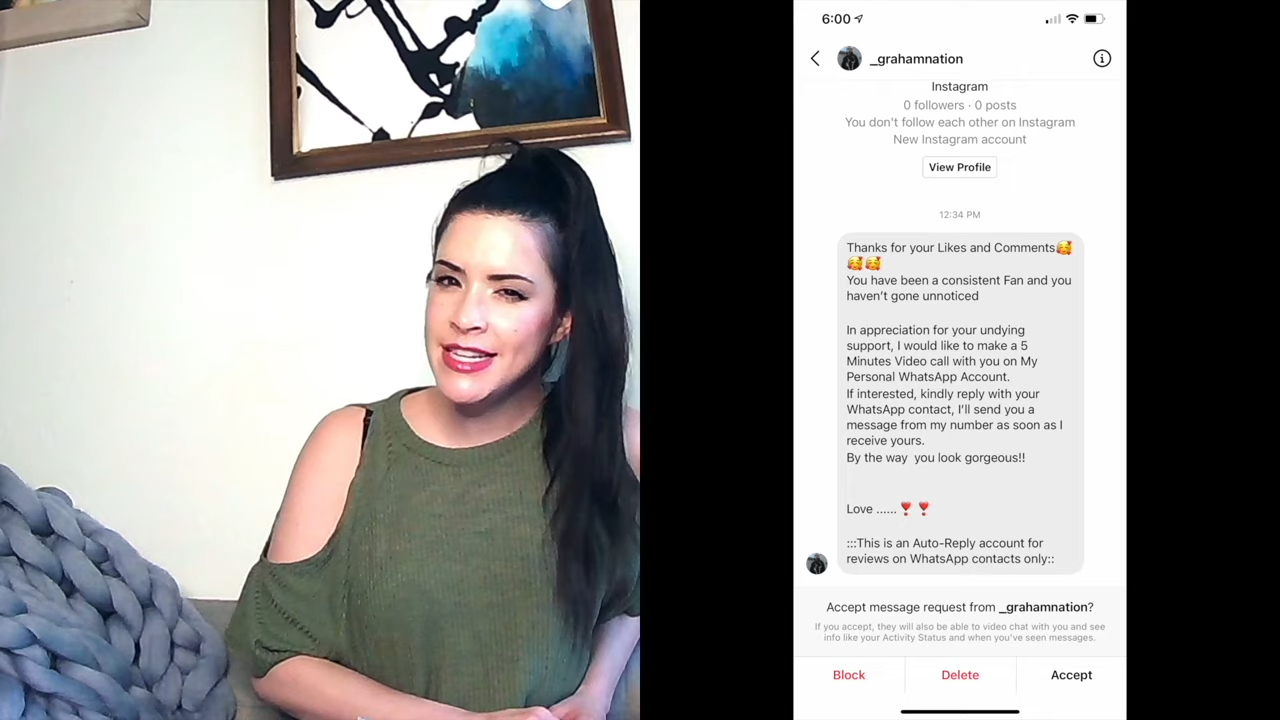 6:00
_grahamnation
Instagram
0 followers · 0 posts
You don't follow each other on Instagram
New Instagram account
View Profile
12:34 PM
Thanks for your Likes and Comments🥰
🥰🥰
You have been a consistent Fan and you
haven't gone unnoticed
In appreciation for your undying
support, I would like to make a 5
Minutes Video call with you on My
Personal WhatsApp Account.
If interested, kindly reply with your
WhatsApp contact, I'll send you a
message from my number as soon as I
receive yours.
By the way  you look gorgeous!!
Love ......❣️ ❣️
:::This is an Auto-Reply account for
reviews on WhatsApp contacts only::
Accept message request from _grahamnation?
If you accept, they will also be able to video chat with you and see
info like your Activity Status and when you've seen messages.
Block
Delete
Accept